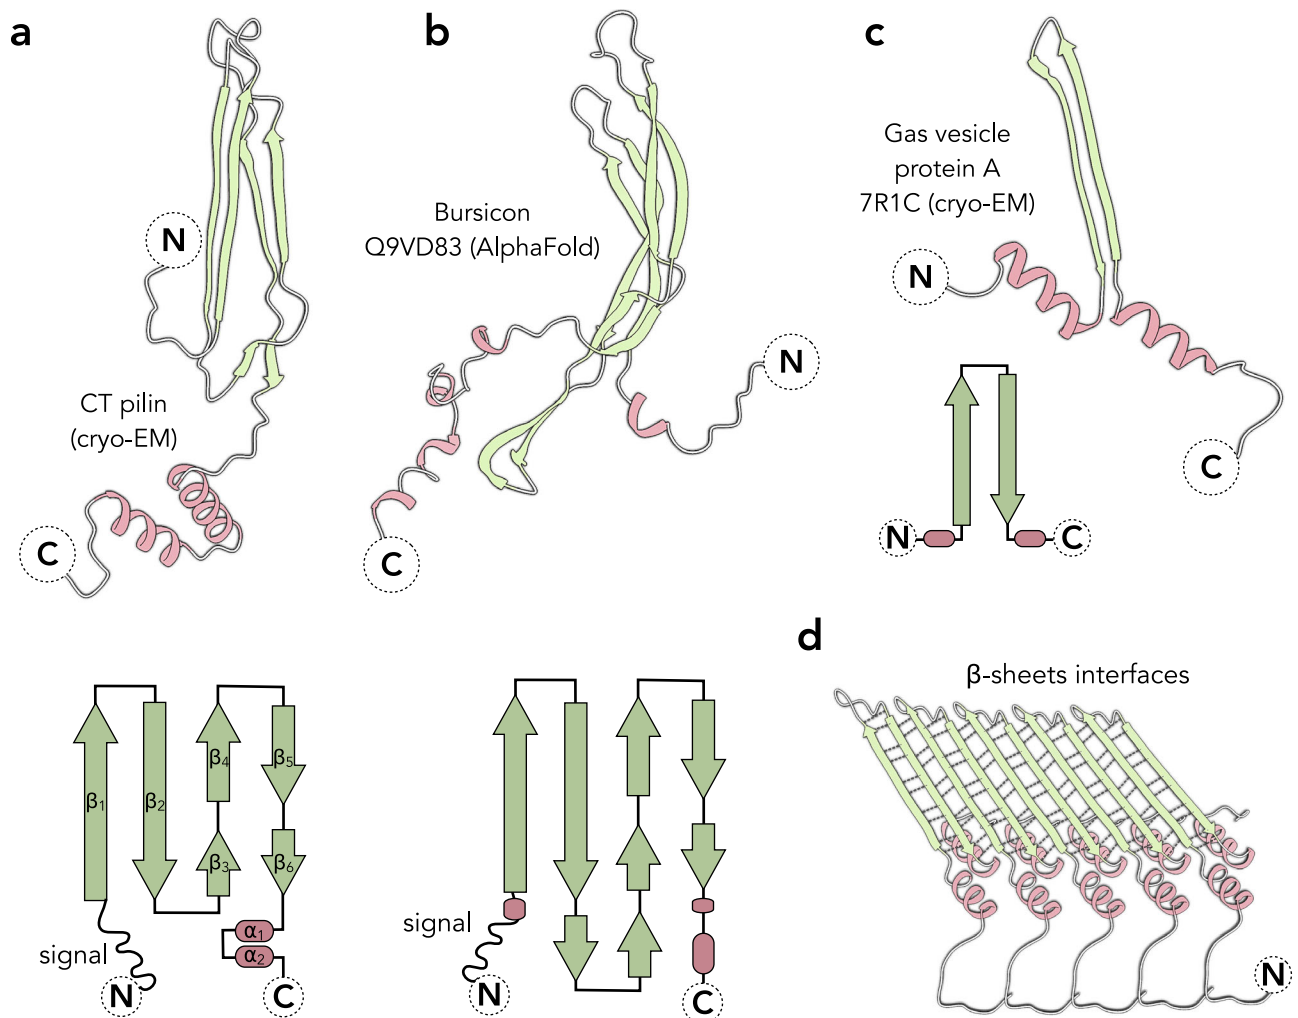 a
N
CT pilin
(cryo-EM)
C
b
Bursicon
Q9VD83 (AlphaFold)
N
C
c
Gas vesicle
protein A
7R1C (cryo-EM)
N
C
N
C
β₁
β₂
β₄
β₅
β₃
β₆
α₁
α₂
signal
N
C
signal
N
C
d
β-sheets interfaces
N